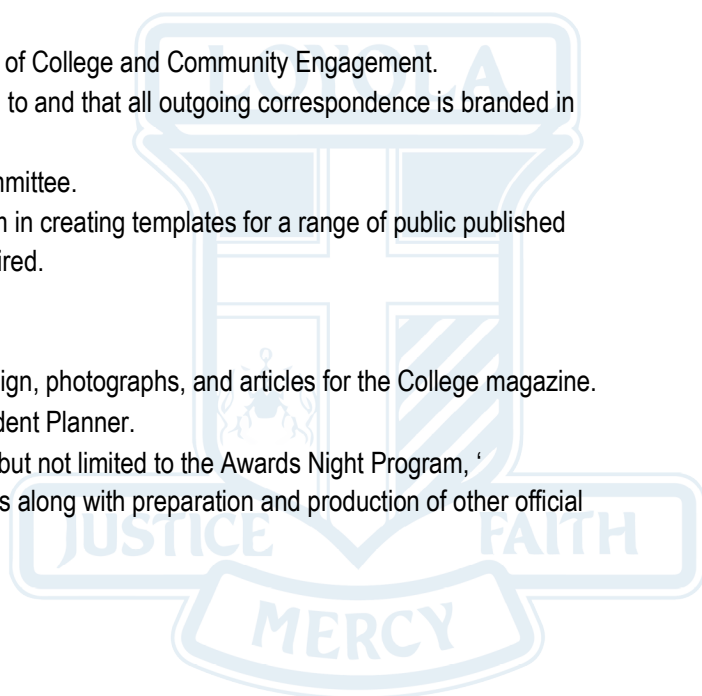 of College and Community Engagement.
LOYOLA
to and that all outgoing correspondence is branded in
mmittee.
in creating templates for a range of public published
ired.
ign, photographs, and articles for the College magazine.
dent Planner.
but not limited to the Awards Night Program, ‘
s along with preparation and production of other official
JUSTICE FAITH
MERCY